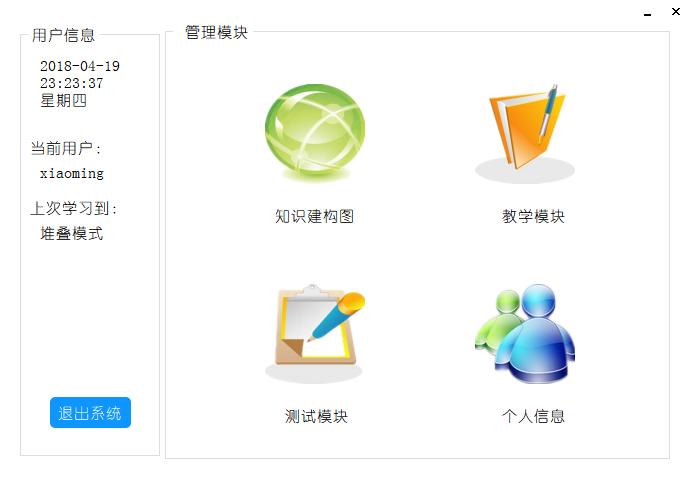 用户信息
2018-04-19
23:23:37
星期四
当前用户:
xiaoming
上次学习到:
堆叠模式
退出系统
管理模块
知识建构图
教学模块
测试模块
个人信息